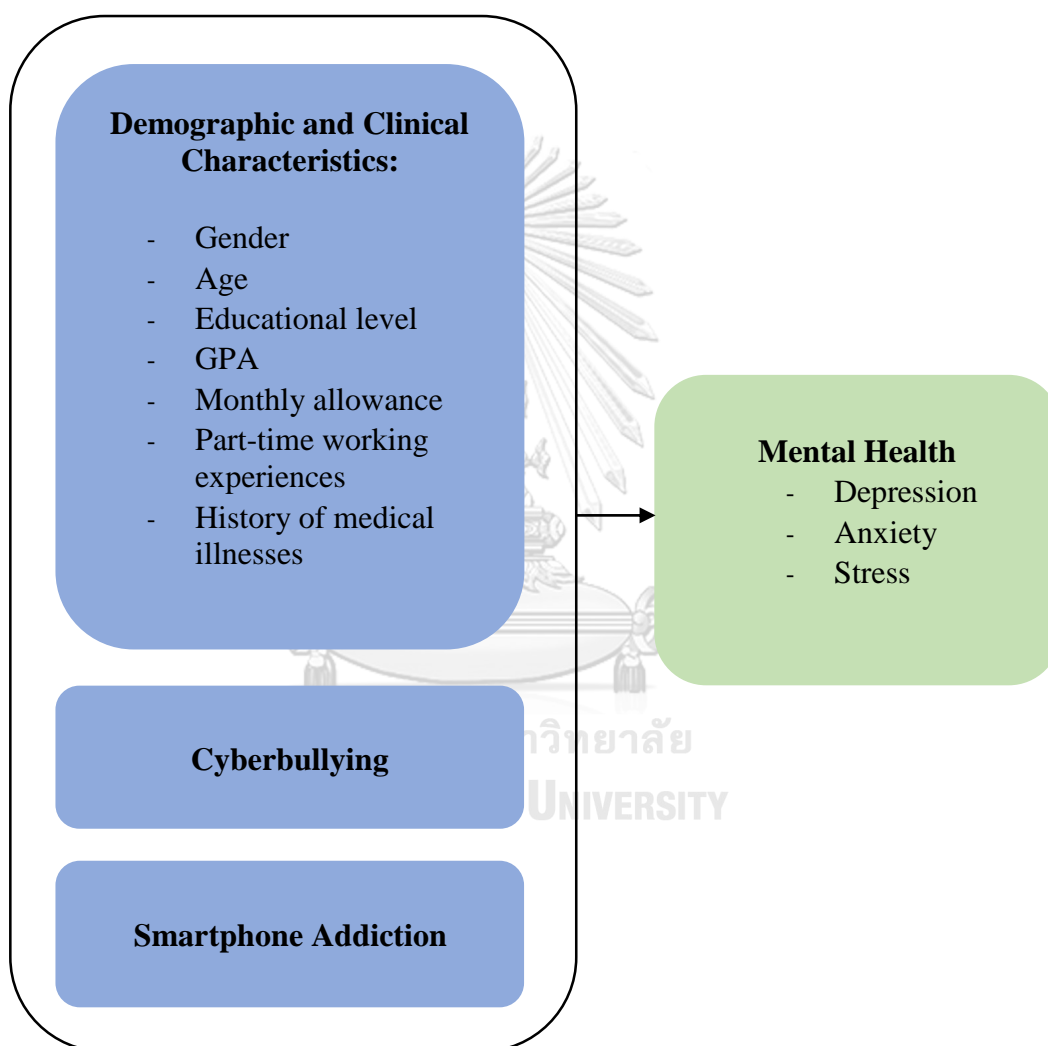 Demographic and Clinical
Characteristics:
- Gender
- Age
- Educational level
- GPA
- Monthly allowance
- Part-time working
experiences
- History of medical
illnesses
Cyberbullying
Smartphone Addiction
Mental Health
- Depression
- Anxiety
- Stress
UNIVERSITY